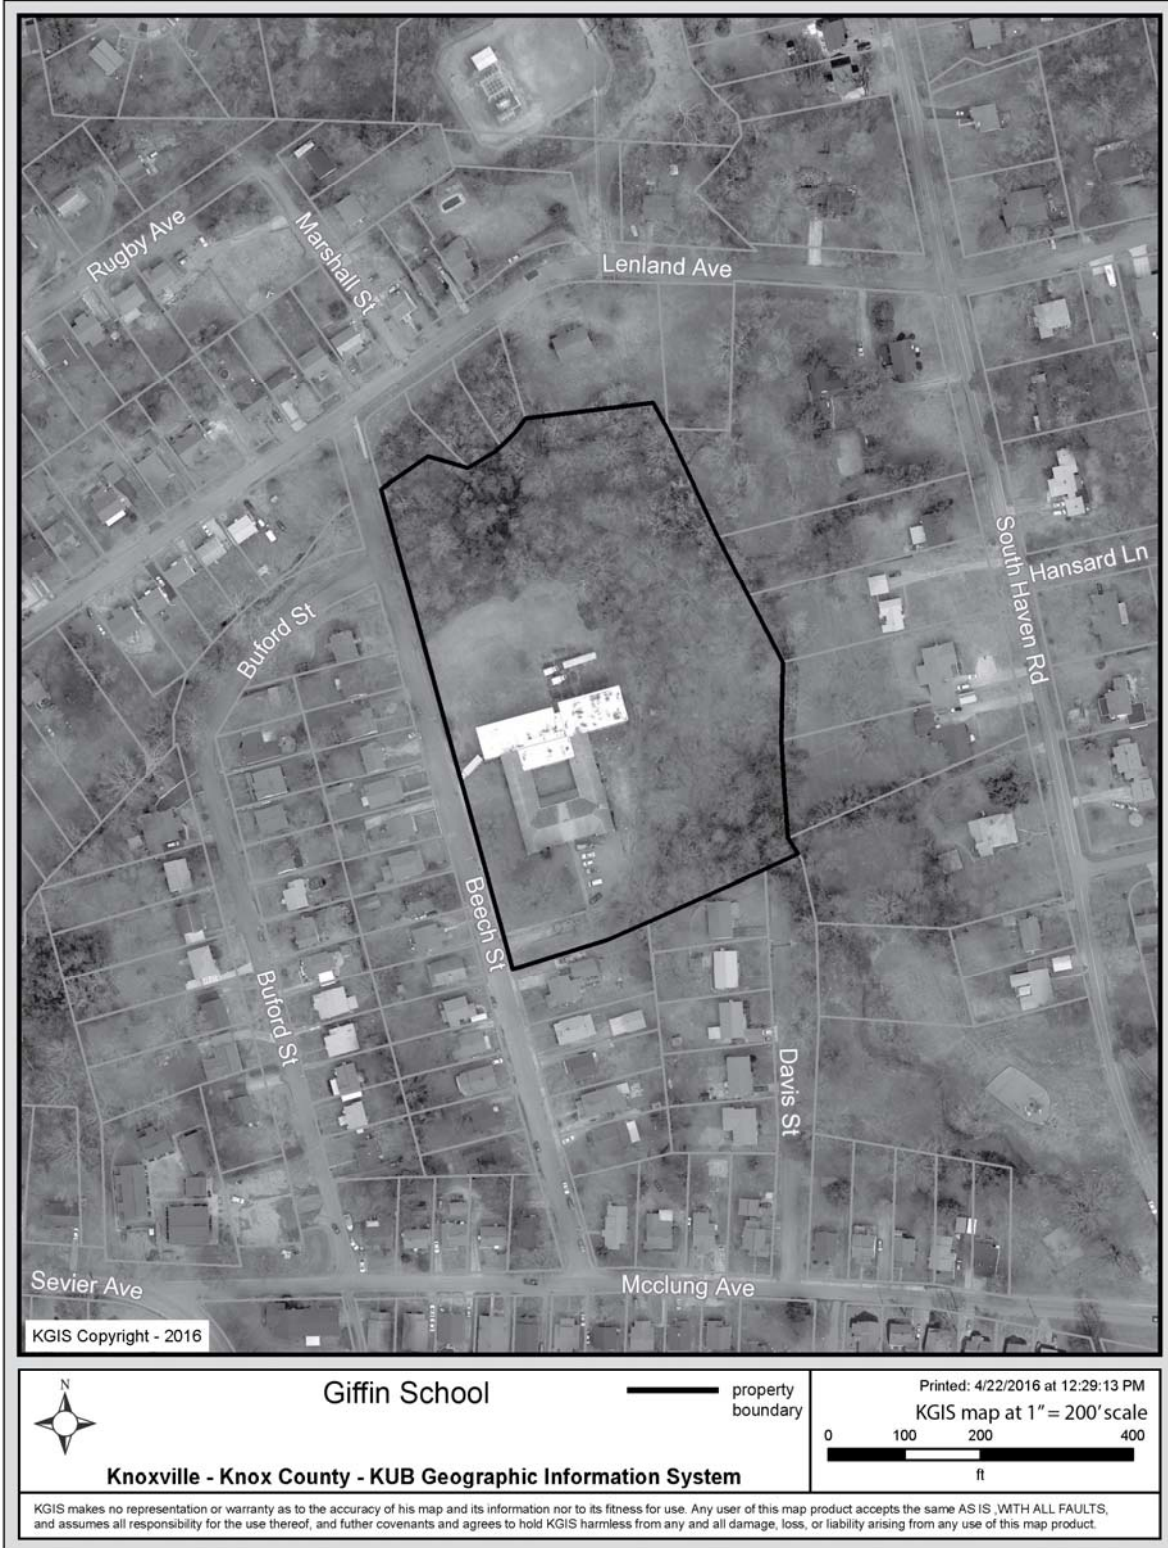 Rugby Ave
Marshall St
Lenland Ave
South Haven Rd
Hansard Ln
Buford St
Beech St
Buford St
Davis St
Sevier Ave
Mcclung Ave
KGIS Copyright - 2016
N
Giffin School
property
boundary
Knoxville - Knox County - KUB Geographic Information System
Printed: 4/22/2016 at 12:29:13 PM
KGIS map at 1" = 200' scale
0 100 200 400
ft
KGIS makes no representation or warranty as to the accuracy of his map and its information nor to its fitness for use. Any user of this map product accepts the same AS IS ,WITH ALL FAULTS,
and assumes all responsibility for the use thereof, and futher covenants and agrees to hold KGIS harmless from any and all damage, loss, or liability arising from any use of this map product.